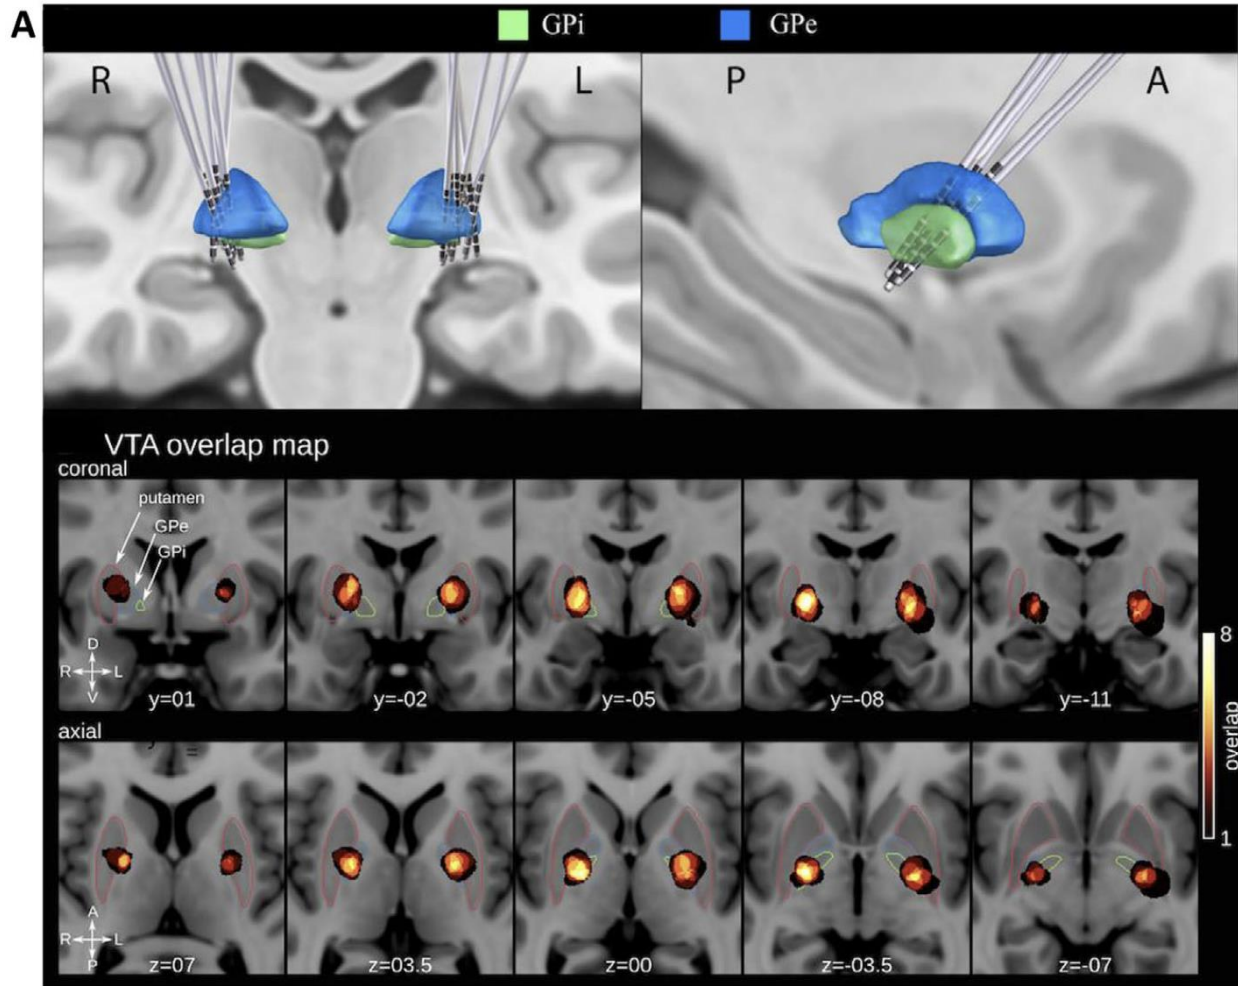 A
GPi GPe
R L P A
VTA overlap map
coronal
putamen
GPe
GPi
D
R L
V
y=01 y=-02 y=-05 y=-08 y=-11
8
overlap
1
axial
A
R L
P
z=07 z=03.5 z=00 z=-03.5 z=-07